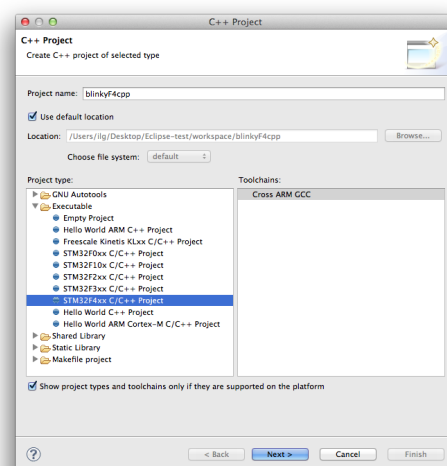 C++ Project
C++ Project
Create C++ project of selected type
Project name: blinkyF4cpp
Use default location
Location: /Users/ilg/Desktop/Eclipse-test/workspace/blinkyF4cpp Browse...
Choose file system: default
Project type: Toolchains:
GNU Autotools Cross ARM GCC
Executable
Empty Project
Hello World ARM C++ Project
Freescale Kinetis KLxx C/C++ Project
STM32F0xx C/C++ Project
STM32F10x C/C++ Project
STM32F2xx C/C++ Project
STM32F3xx C/C++ Project
STM32F4xx C/C++ Project
Hello World C++ Project
Hello World ARM Cortex-M C/C++ Project
Shared Library
Static Library
Makefile project
Show project types and toolchains only if they are supported on the platform
? < Back Next > Cancel Finish